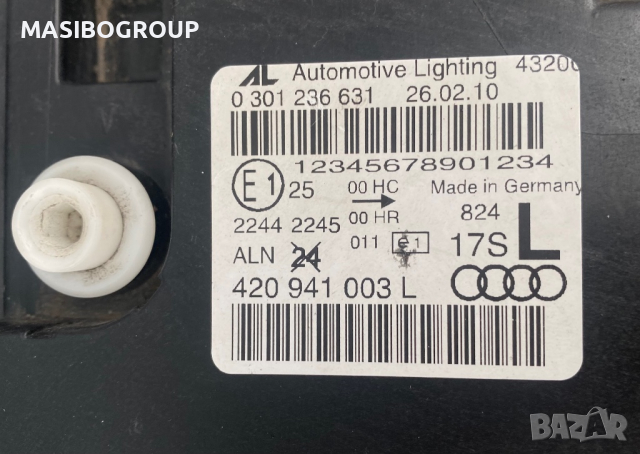 MASIBOGROUP
AL Automotive Lighting 4320
0 301 236 631 26.02.10
12345678901234
E1 25 00 HC Made in Germany
2244 2245 00 HR 824 L
ALN 24 011 e1 17S
420 941 003 L
BAZAR